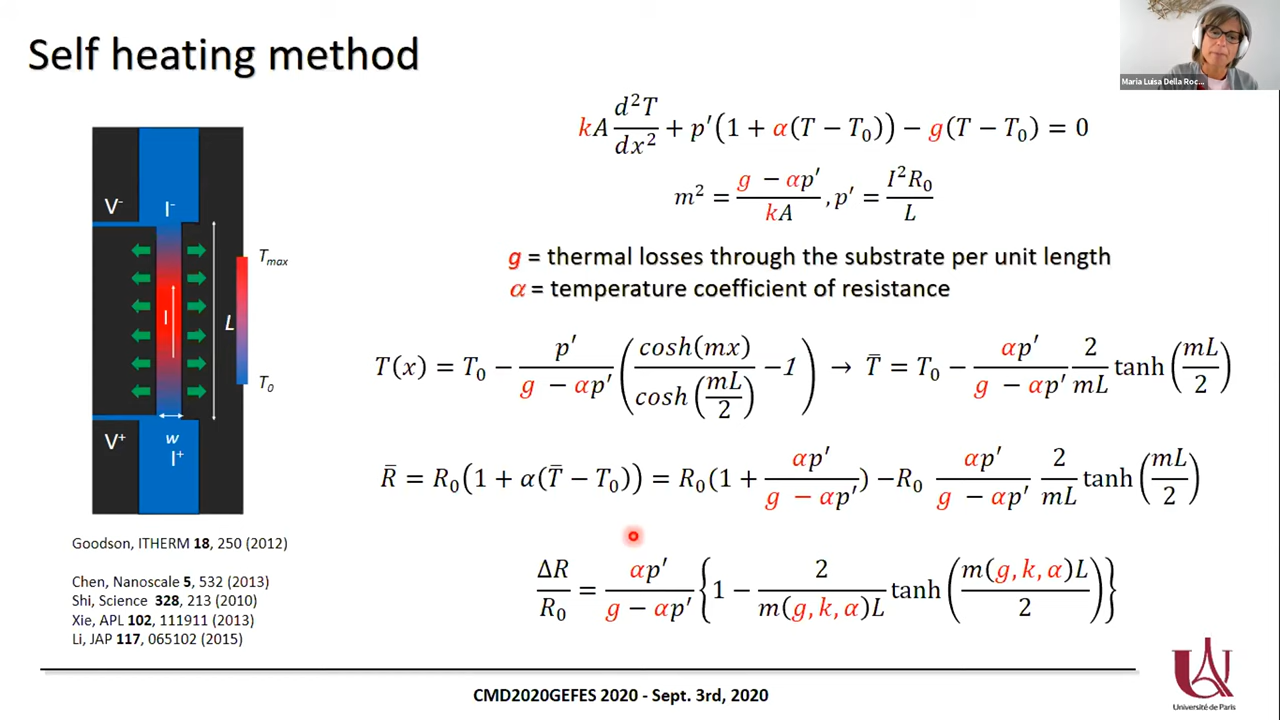 Self heating method
Maria Luisa Della Roc...
kA d²T/dx² + p′(1 + α(T − T₀)) − g(T − T₀) = 0
m² = (g − αp′)/(kA) , p′ = I²R₀/L
g = thermal losses through the substrate per unit length
α = temperature coefficient of resistance
T(x) = T₀ − p′/(g − αp′) (cosh(mx)/cosh(mL/2) −1) → T̄ = T₀ − αp′/(g − αp′) 2/(mL) tanh(mL/2)
R̄ = R₀(1 + α(T̄ − T₀)) = R₀(1 + αp′/(g − αp′)) −R₀ αp′/(g − αp′) 2/(mL) tanh(mL/2)
ΔR/R₀ = αp′/(g − αp′) {1 − 2/(m(g, k, α)L) tanh(m(g, k, α)L/2)}
V⁻
I⁻
Tmax
I
L
T₀
w
V⁺
I⁺
Goodson, ITHERM 18, 250 (2012)
Chen, Nanoscale 5, 532 (2013)
Shi, Science 328, 213 (2010)
Xie, APL 102, 111911 (2013)
Li, JAP 117, 065102 (2015)
CMD2020GEFES 2020 - Sept. 3rd, 2020
Université de Paris